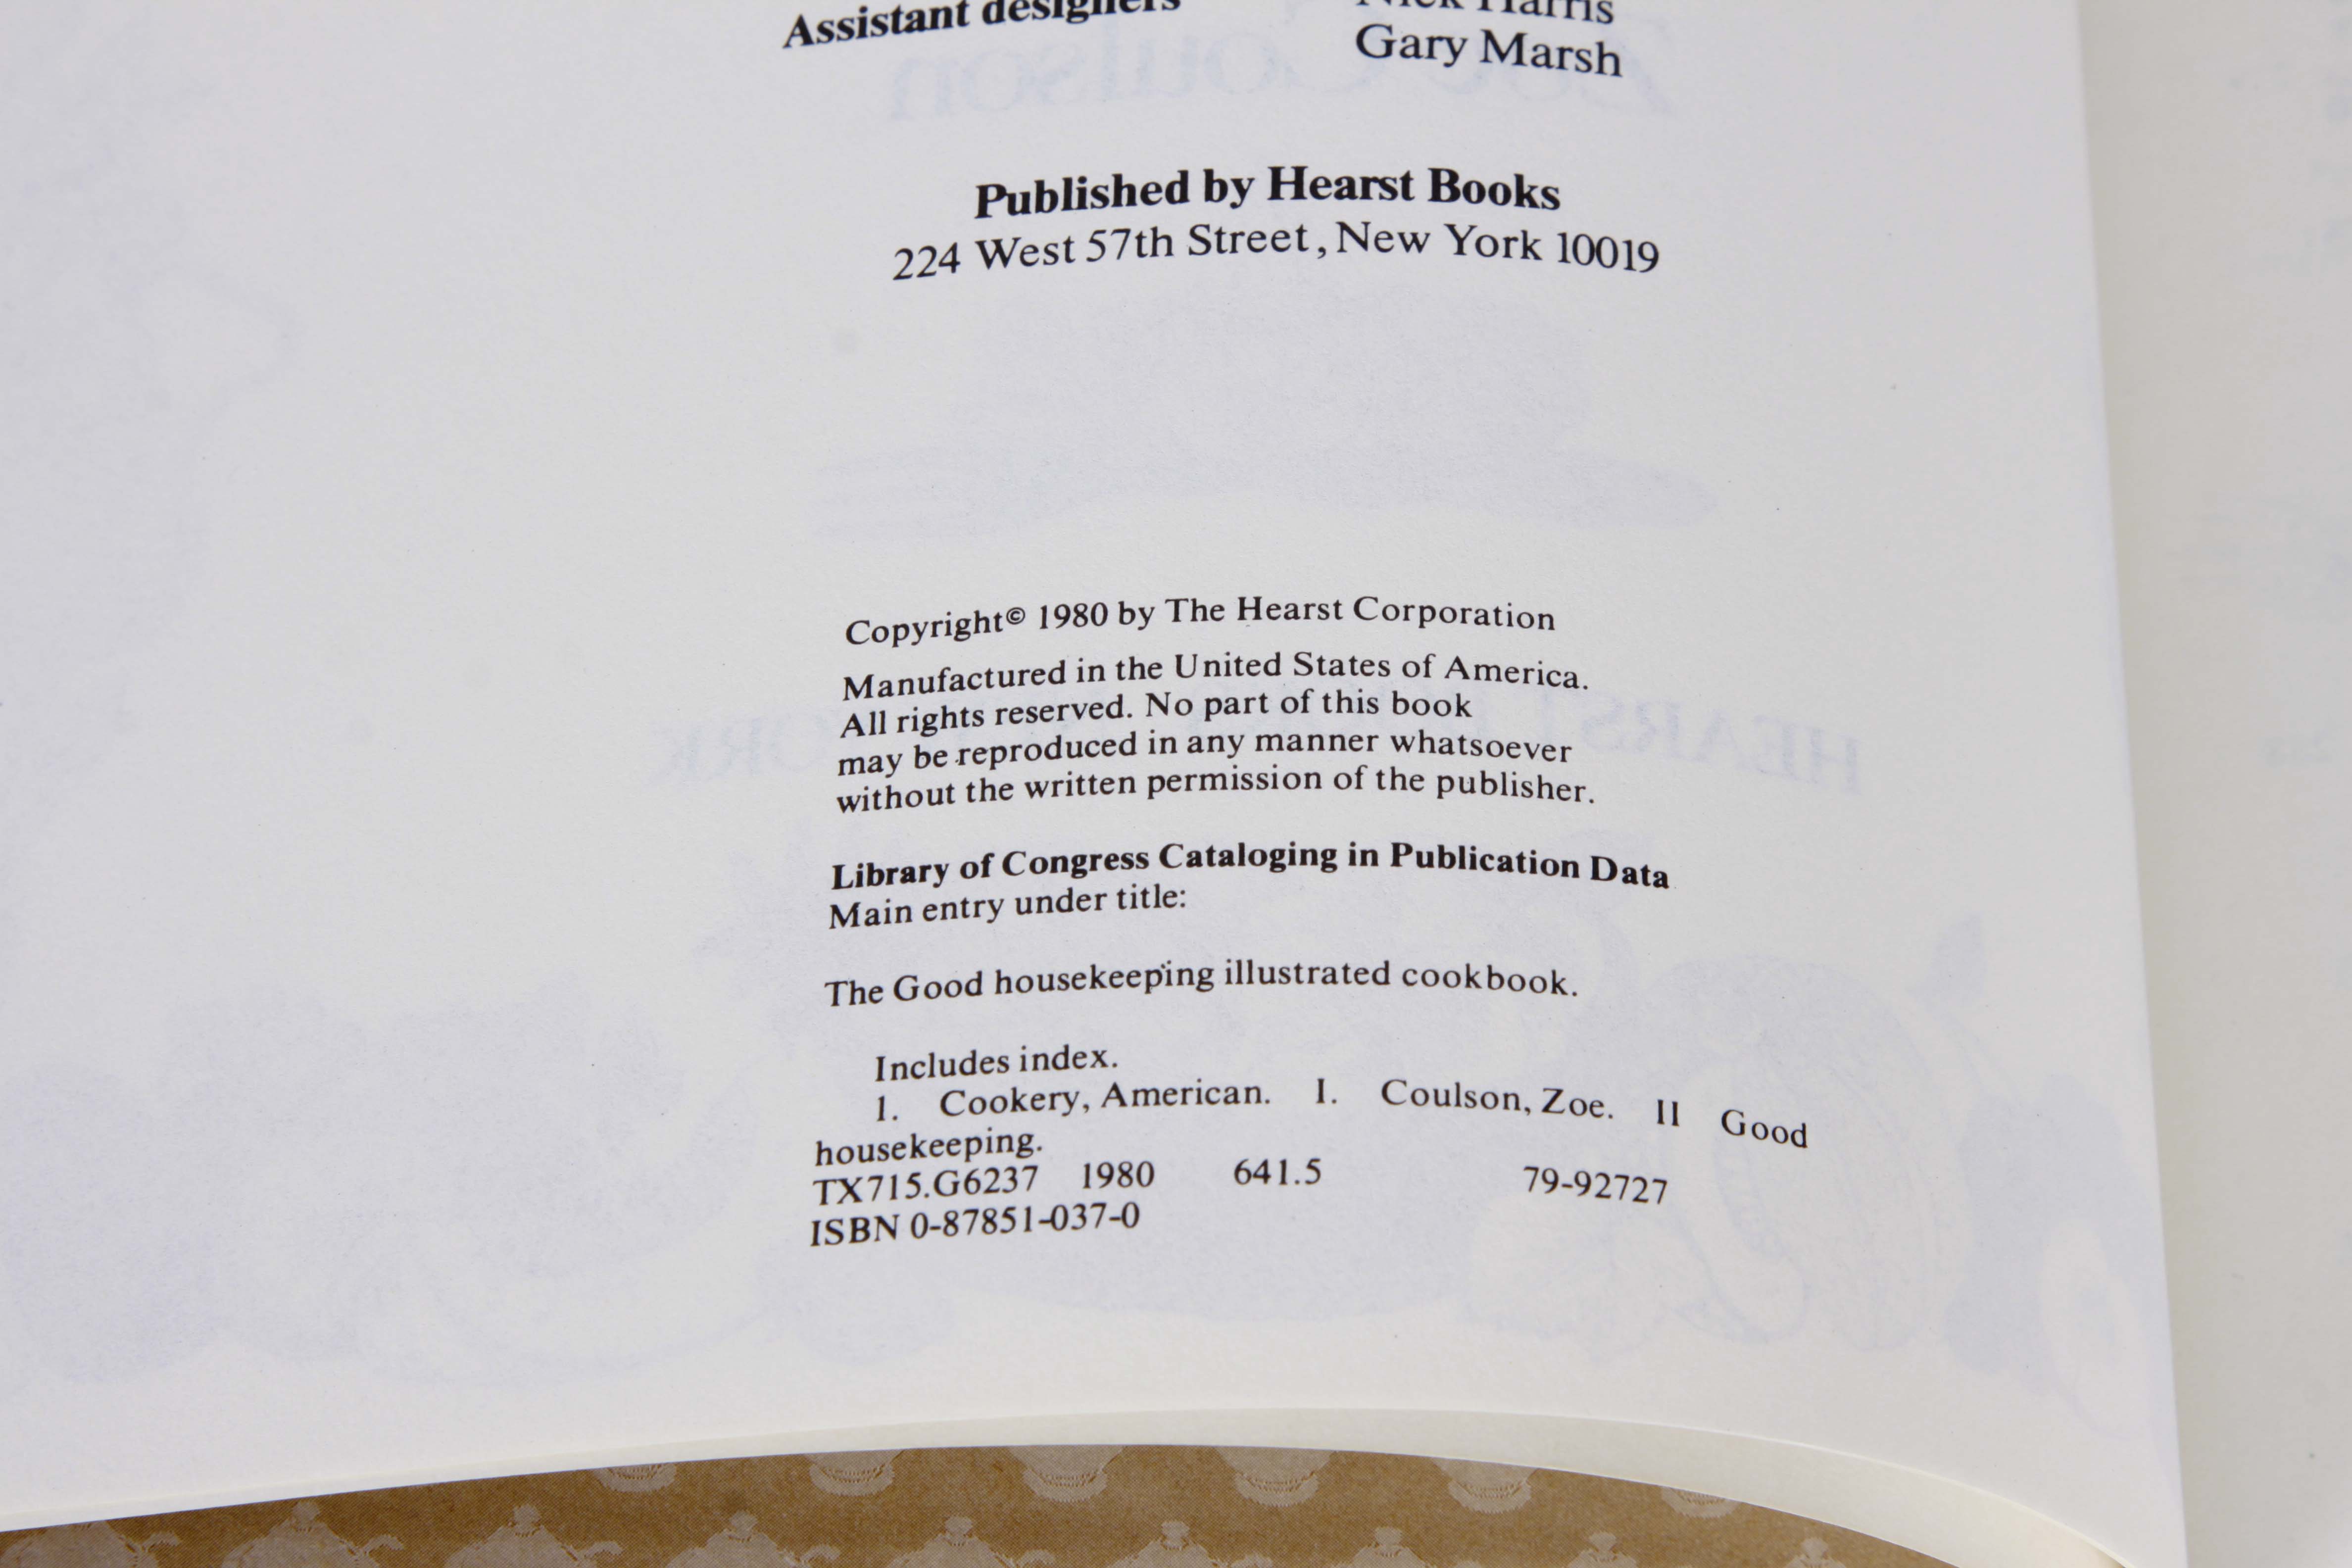 Assistant designers
Nick Harris
Gary Marsh
Published by Hearst Books
224 West 57th Street, New York 10019
Copyright© 1980 by The Hearst Corporation
Manufactured in the United States of America.
All rights reserved. No part of this book
may be reproduced in any manner whatsoever
without the written permission of the publisher.
Library of Congress Cataloging in Publication Data
Main entry under title:
The Good housekeeping illustrated cookbook.
Includes index.
1. Cookery, American. I. Coulson, Zoe. II Good
housekeeping.
TX715.G6237 1980 641.5 79-92727
ISBN 0-87851-037-0